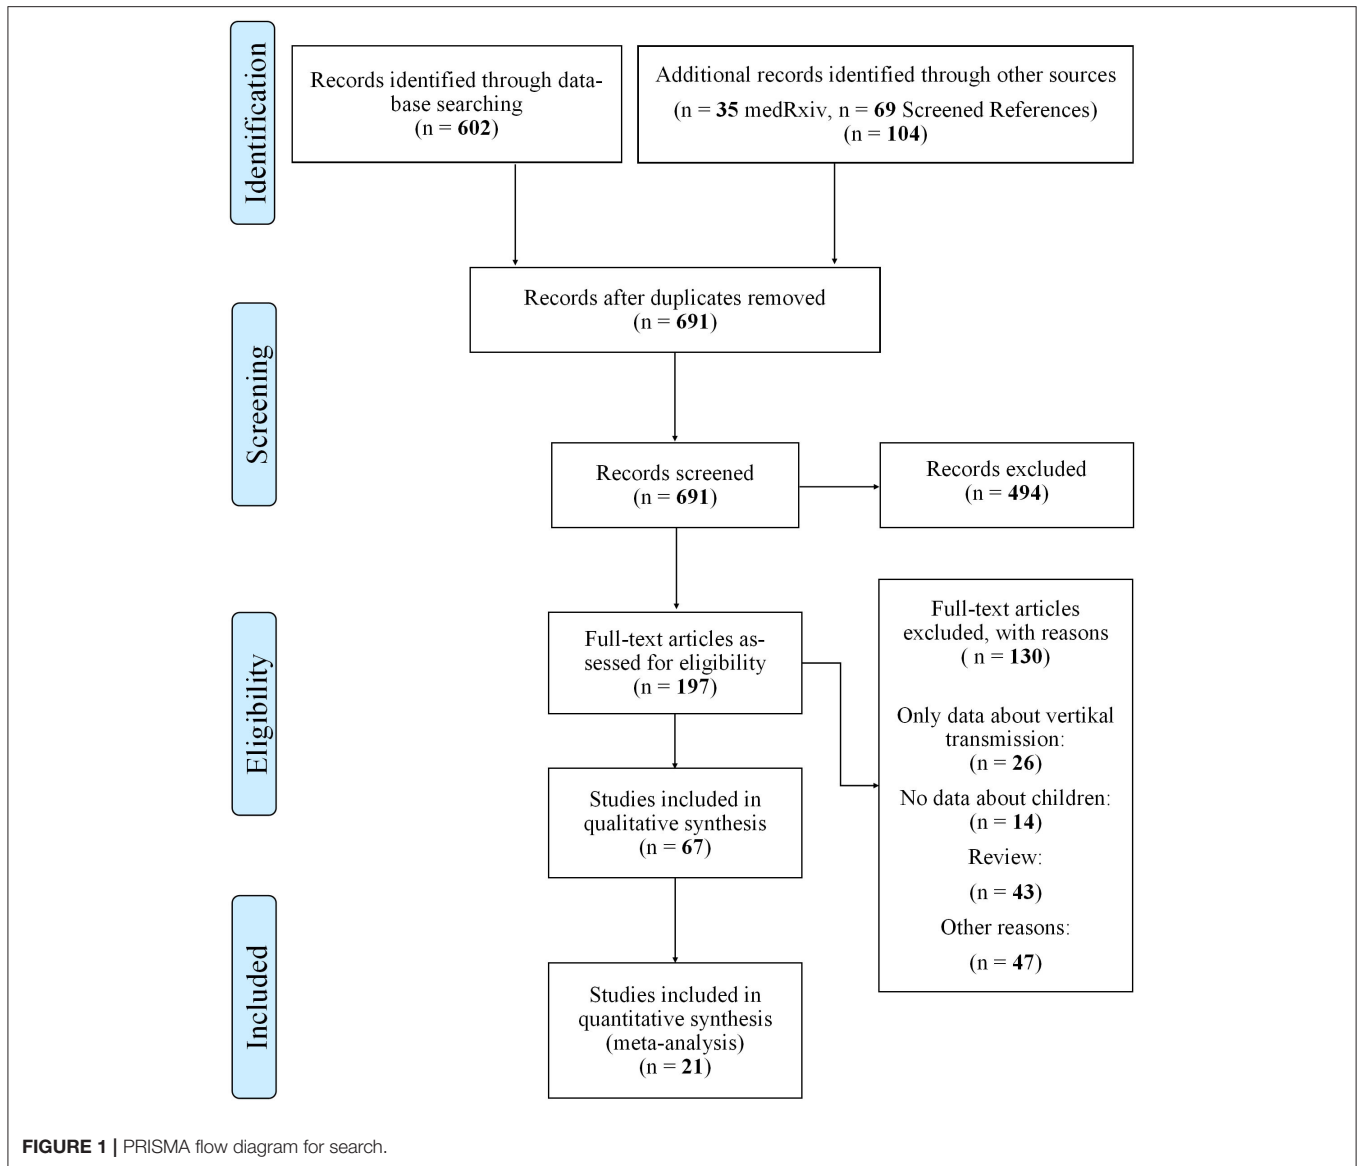 Identification
Records identified through data-
base searching
(n = 602)
Additional records identified through other sources
(n = 35 medRxiv, n = 69 Screened References)
(n = 104)
Records after duplicates removed
(n = 691)
Screening
Records screened
(n = 691)
Records excluded
(n = 494)
Eligibility
Full-text articles as-
sessed for eligibility
(n = 197)
Full-text articles
excluded, with reasons
( n = 130)
Only data about vertikal
transmission:
(n = 26)
No data about children:
(n = 14)
Review:
(n = 43)
Other reasons:
(n = 47)
Studies included in
qualitative synthesis
(n = 67)
Included
Studies included in
quantitative synthesis
(meta-analysis)
(n = 21)
FIGURE 1 | PRISMA flow diagram for search.